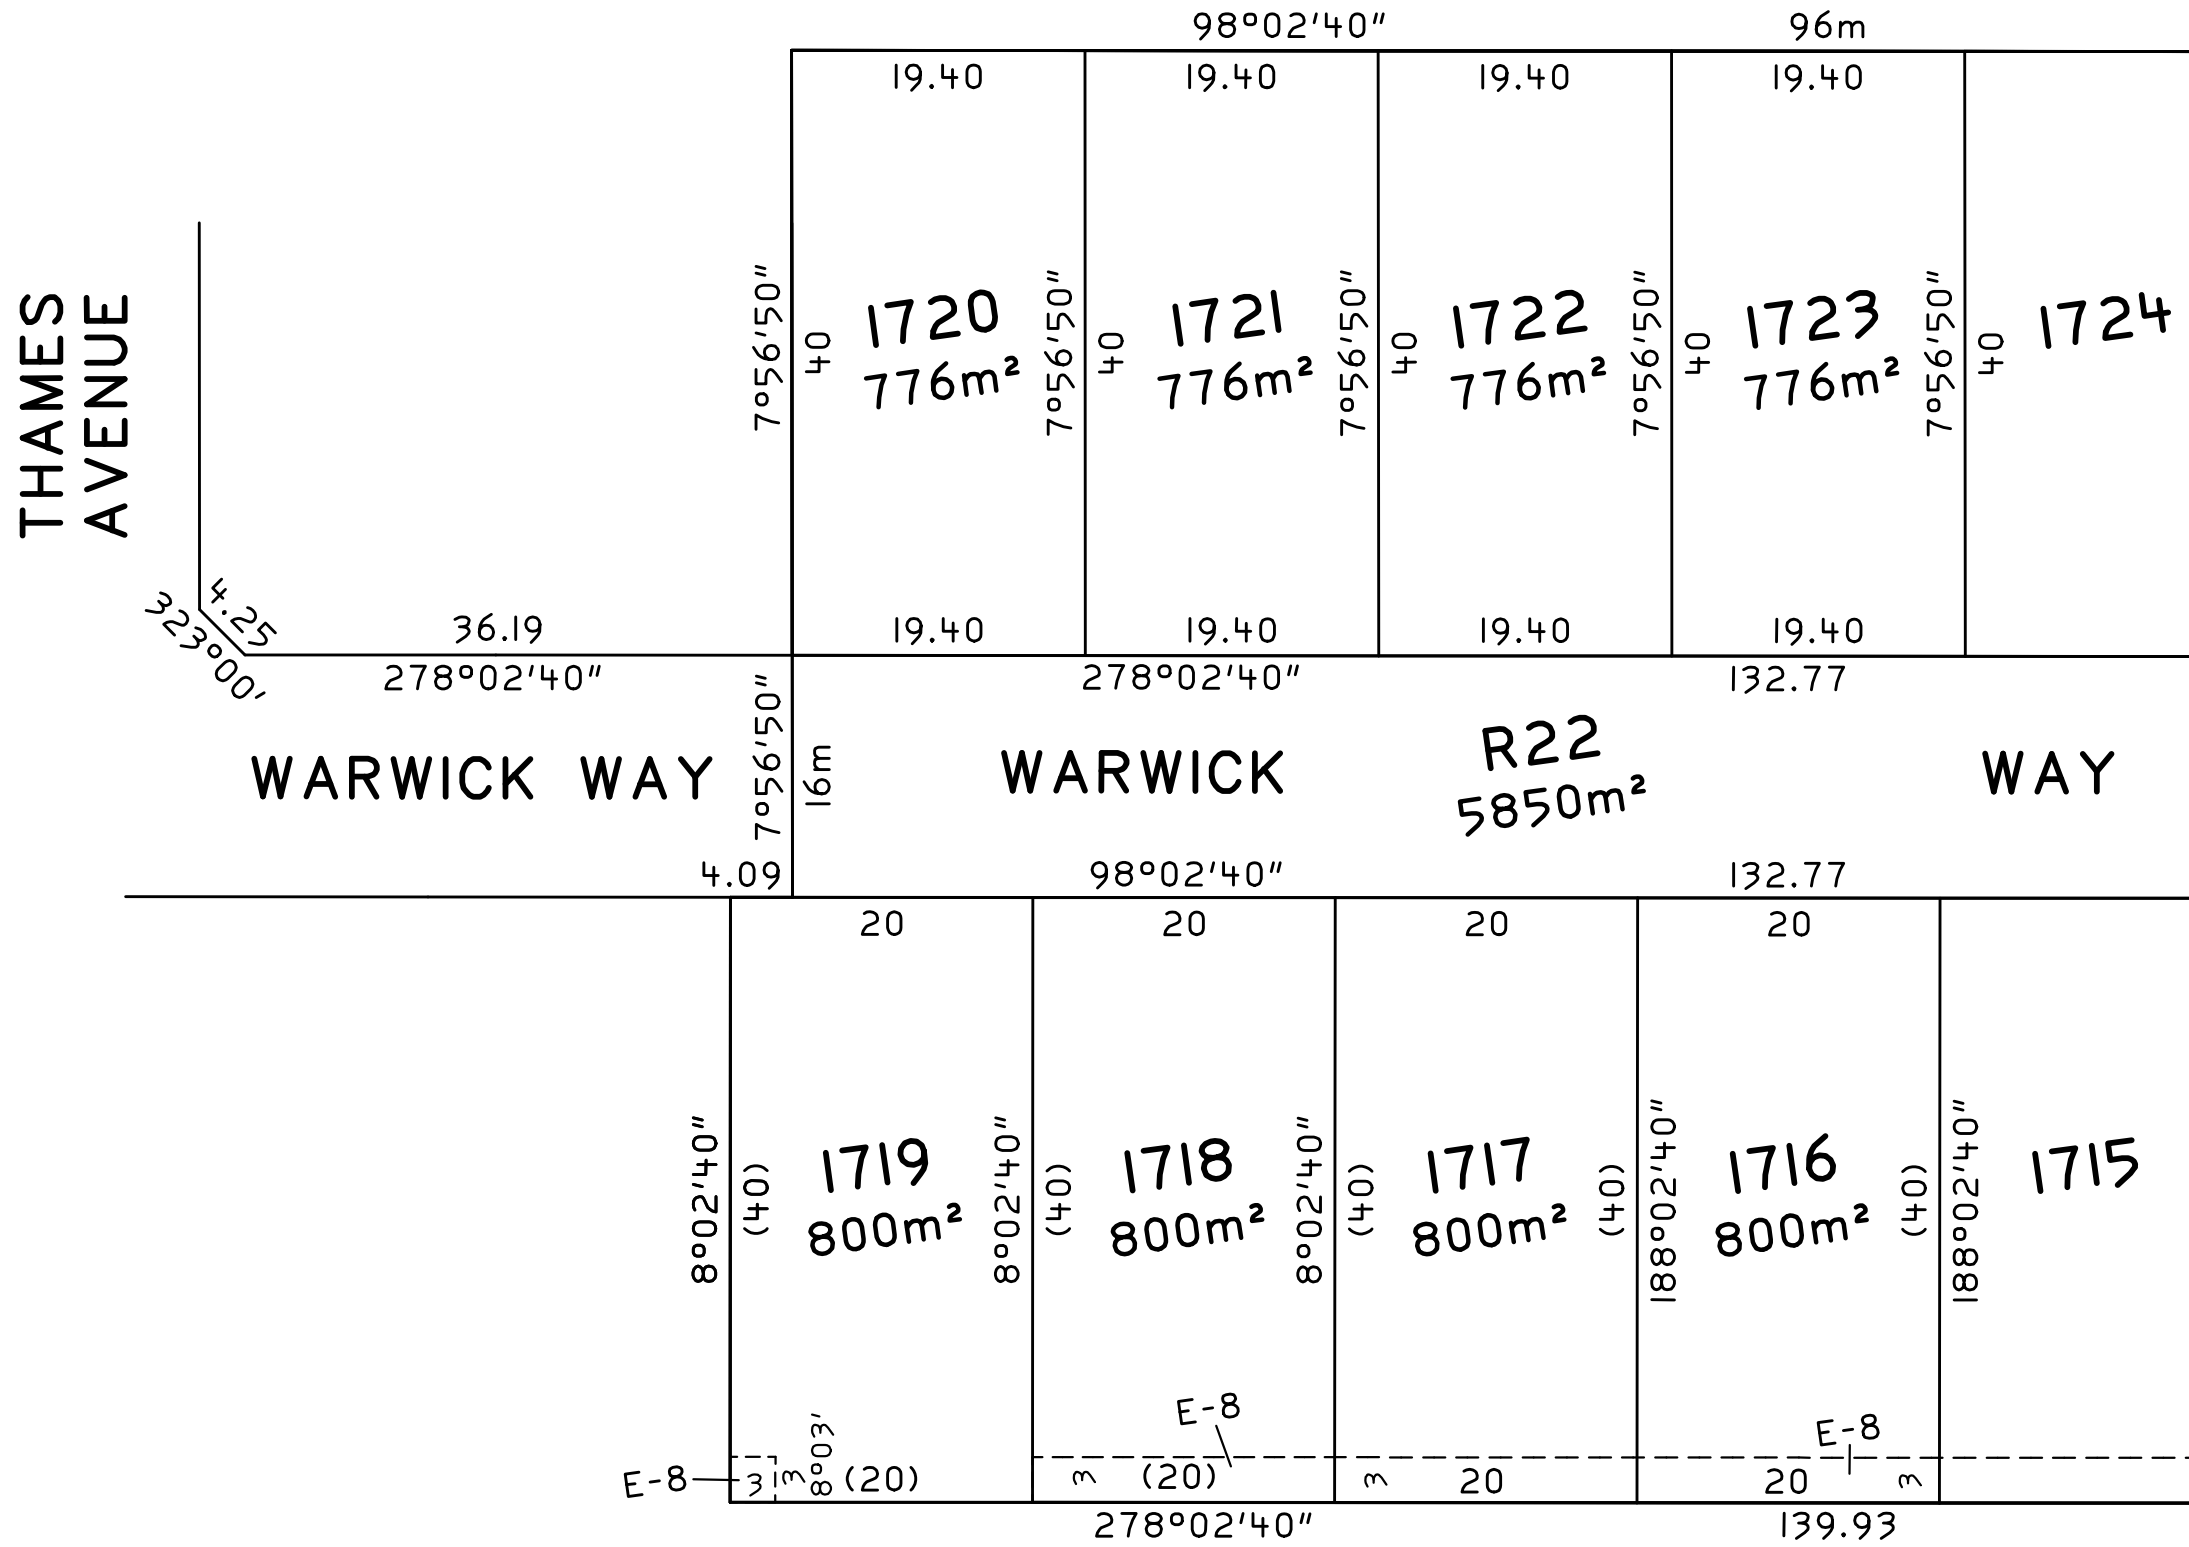 98°02'40" 96m
19.40 19.40 19.40 19.40
THAMES
AVENUE
7°56'50" 40 1720 7°56'50" 40 1721 7°56'50" 40 1722 7°56'50" 40 1723 7°56'50" 40 1724
776m² 776m² 776m² 776m²
4.25
323°00'
36.19 19.40 19.40 19.40 19.40
278°02'40" 278°02'40" 132.77
WARWICK WAY 7°56'50" 16m WARWICK R22 WAY
5850m²
4.09 98°02'40" 132.77
20 20 20 20
8°02'40" (40) 1719 8°02'40" (40) 1718 8°02'40" (40) 1717 (40) 188°02'40" 1716 (40) 188°02'40" 1715
800m² 800m² 800m² 800m²
E-8 E-8
E-8 3 3 8°03' (20) 3 (20) 3 20 20 3
278°02'40" 139.93